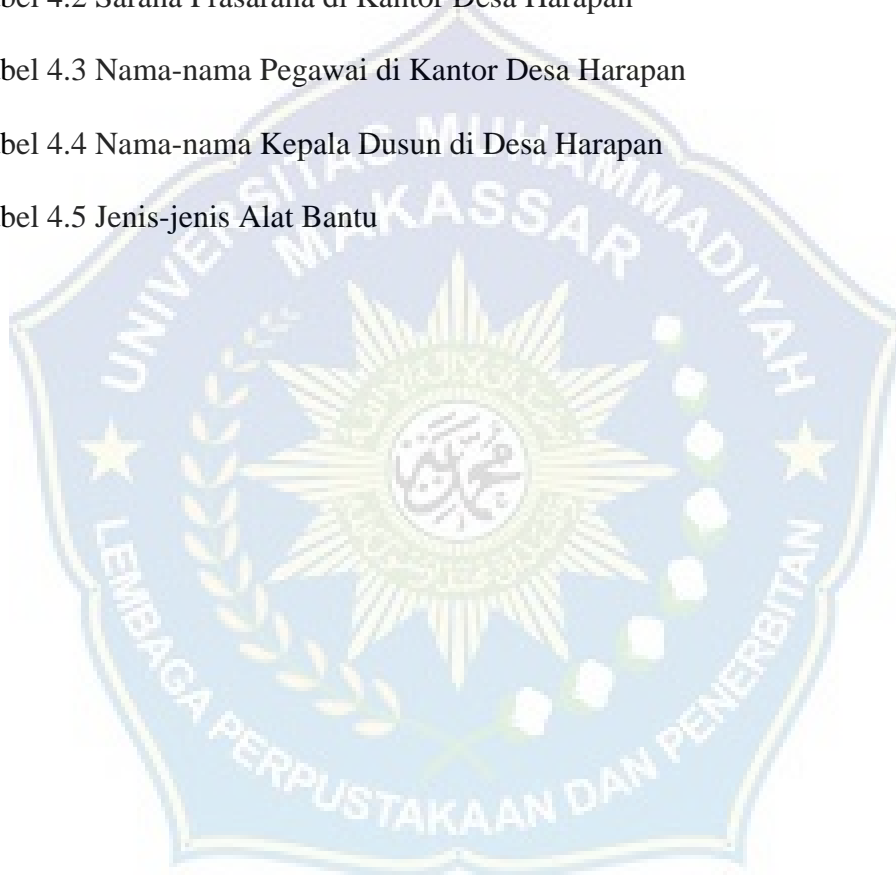 bel 4.2 Sarana Prasarana di Kantor Desa Harapan
bel 4.3 Nama-nama Pegawai di Kantor Desa Harapan
bel 4.4 Nama-nama Kepala Dusun di Desa Harapan
bel 4.5 Jenis-jenis Alat Bantu
UNIVERSITAS MUHAMMADIYAH
MAKASSAR
LEMBAGA PERPUSTAKAAN DAN PENERBITAN